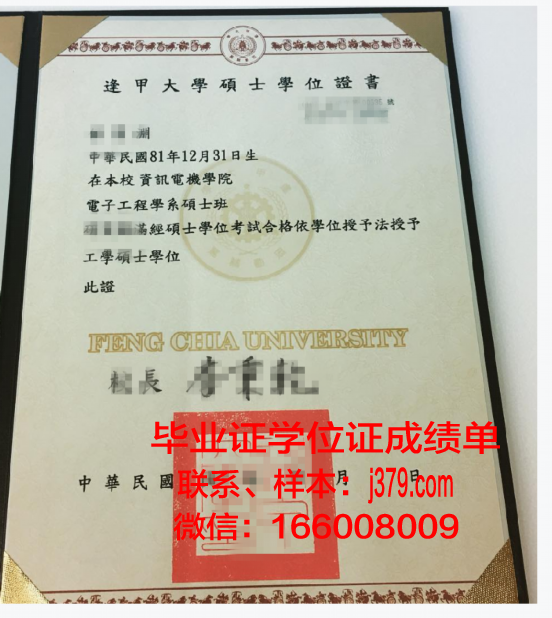 逢甲大學碩士學位證書
號
中華民國81年12月31日生
在本校 資訊電機學院
電子工程學系碩士班
經碩士學位考試合格依學位授予法授予
工學碩士學位
此證
FENG CHIA UNIVERSITY
校長
毕业证学位证成绩单
中華民國 月 日
联系、样本：j379.com
微信：166008009